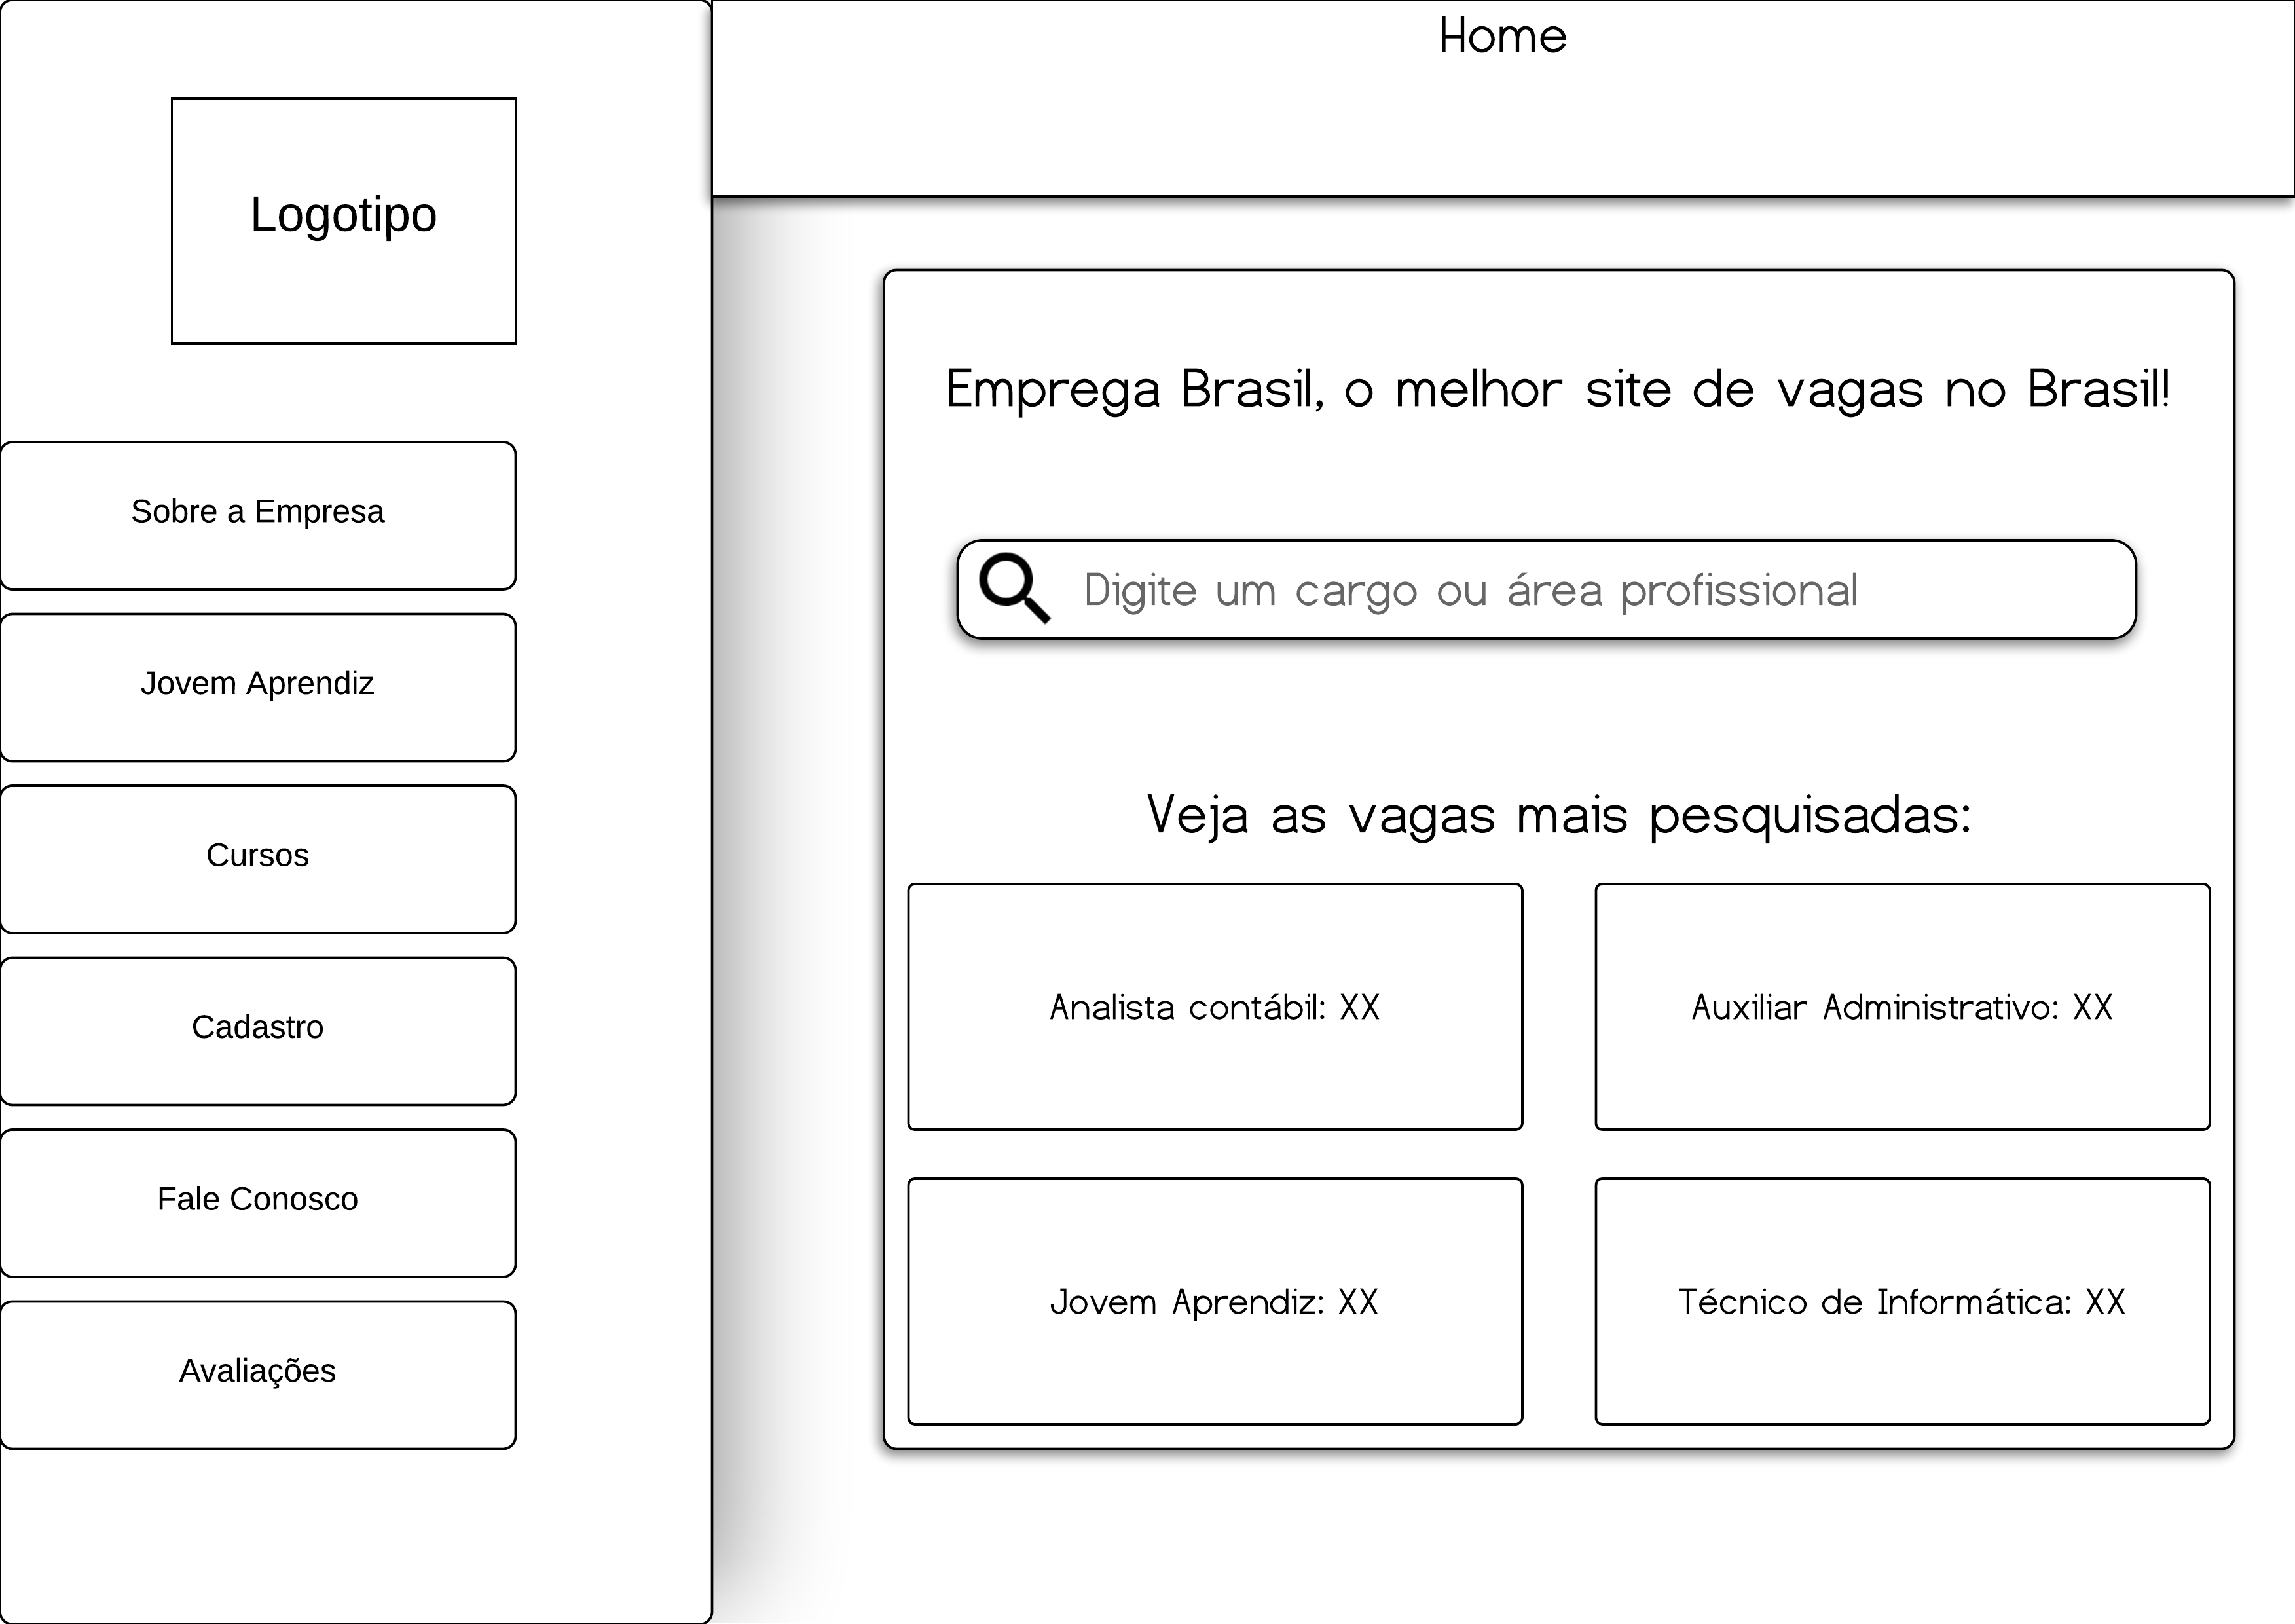 Home
Logotipo
Sobre a Empresa
Jovem Aprendiz
Cursos
Cadastro
Fale Conosco
Avaliações
Emprega Brasil, o melhor site de vagas no Brasil!
Digite um cargo ou área profissional
Veja as vagas mais pesquisadas:
Analista contábil: XX
Auxiliar Administrativo: XX
Jovem Aprendiz: XX
Técnico de Informática: XX